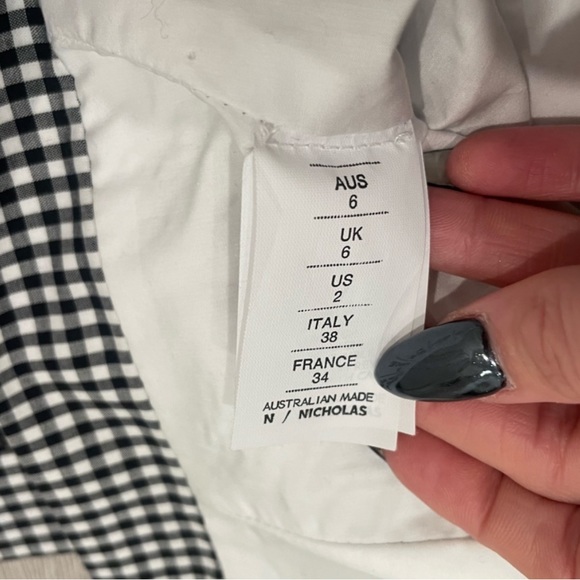 AUS
6
UK
6
US
2
ITALY
38
FRANCE
34
AUSTRALIAN MADE
N / NICHOLAS